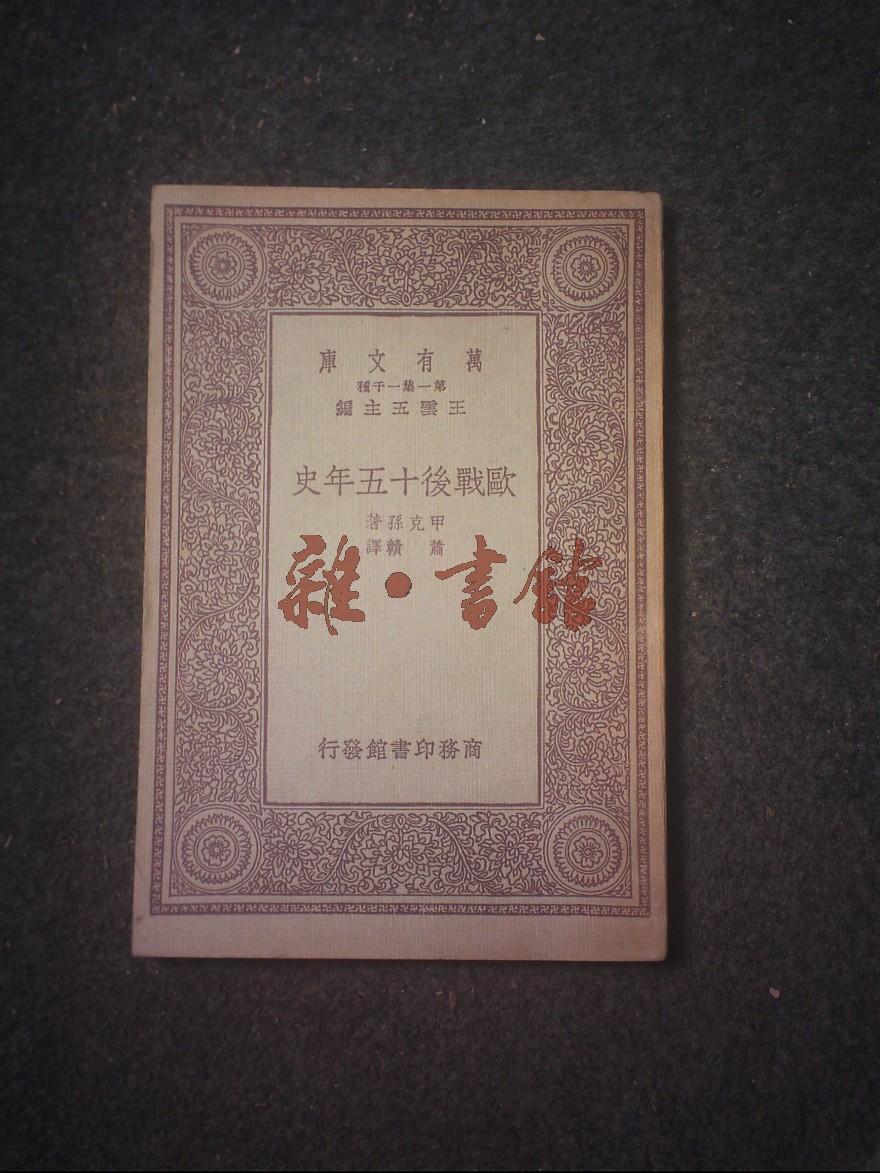 萬有文庫
第一集一千種
王雲五主編
歐戰後十五年史
甲克孫著
蕭贛譯
雜·書館
商務印書館發行